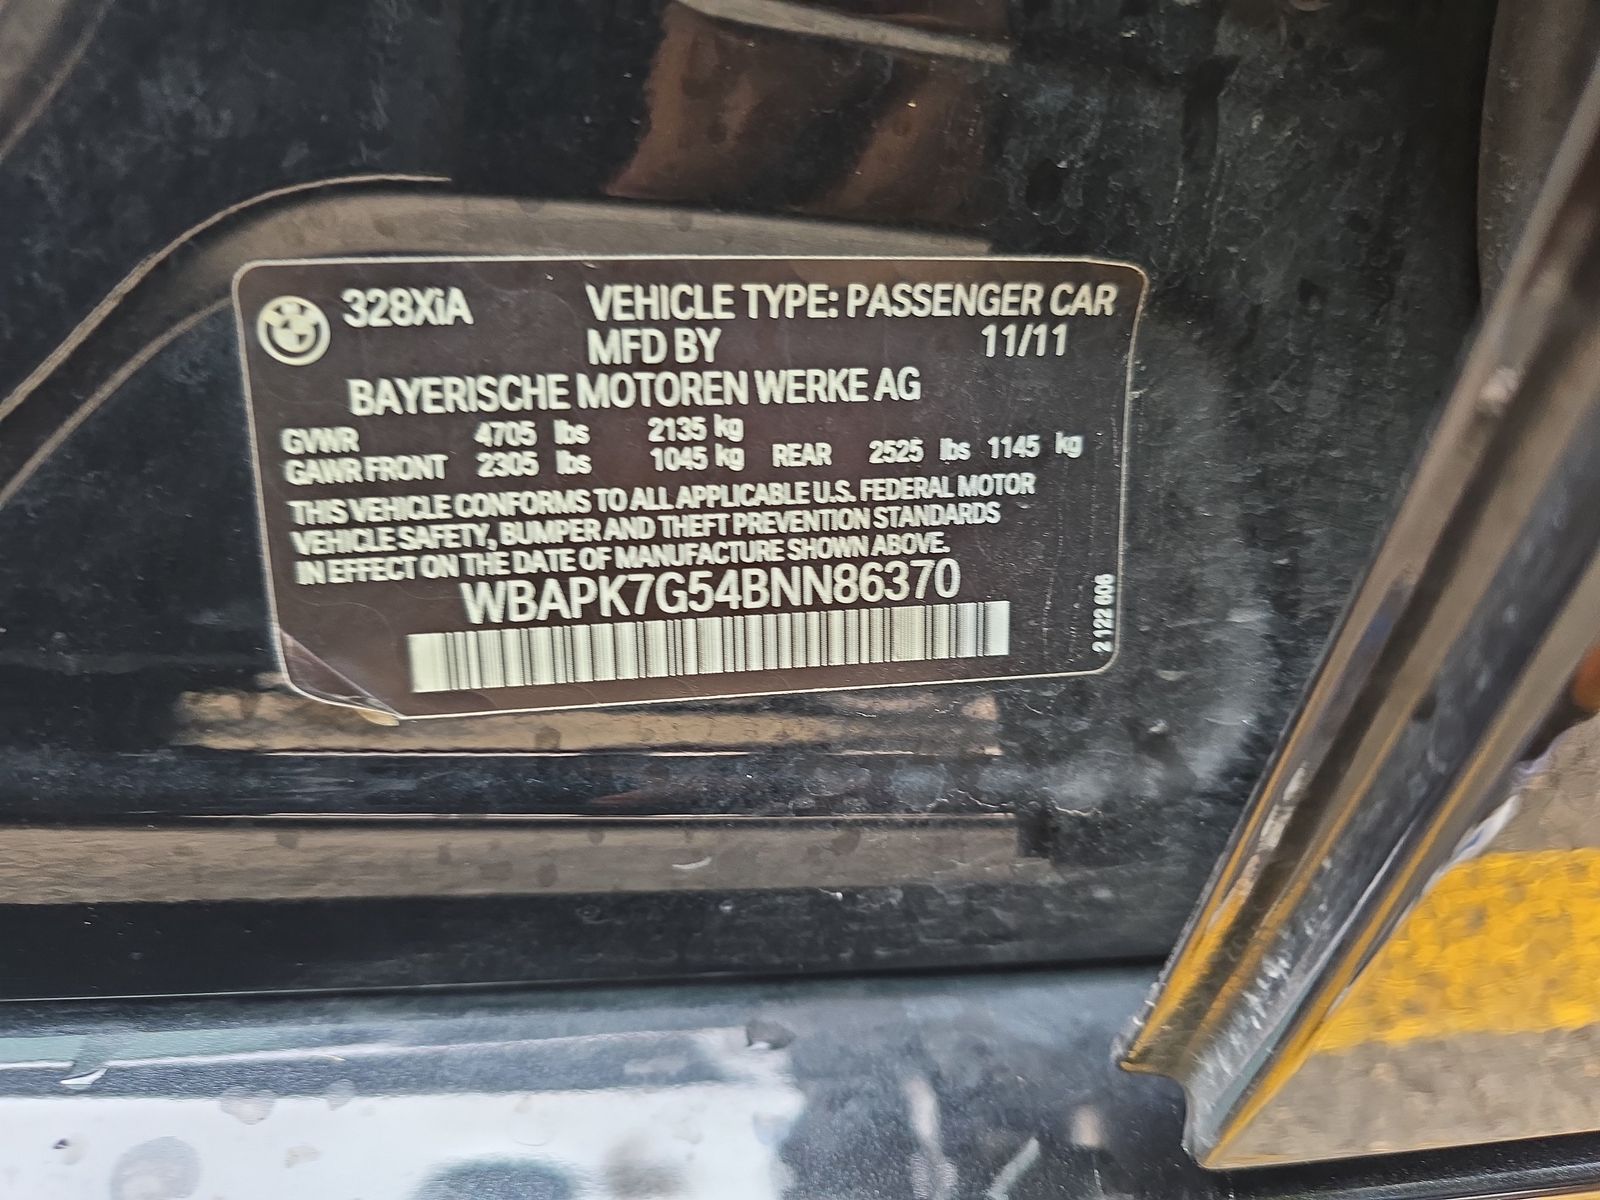 328XiA VEHICLE TYPE: PASSENGER CAR
MFD BY 11/11
BAYERISCHE MOTOREN WERKE AG
GVWR 4705 lbs 2135 kg
GAWR FRONT 2305 lbs 1045 kg REAR 2525 lbs 1145 kg
THIS VEHICLE CONFORMS TO ALL APPLICABLE U.S. FEDERAL MOTOR
VEHICLE SAFETY, BUMPER AND THEFT PREVENTION STANDARDS
IN EFFECT ON THE DATE OF MANUFACTURE SHOWN ABOVE.
WBAPK7G54BNN86370
2 122 606